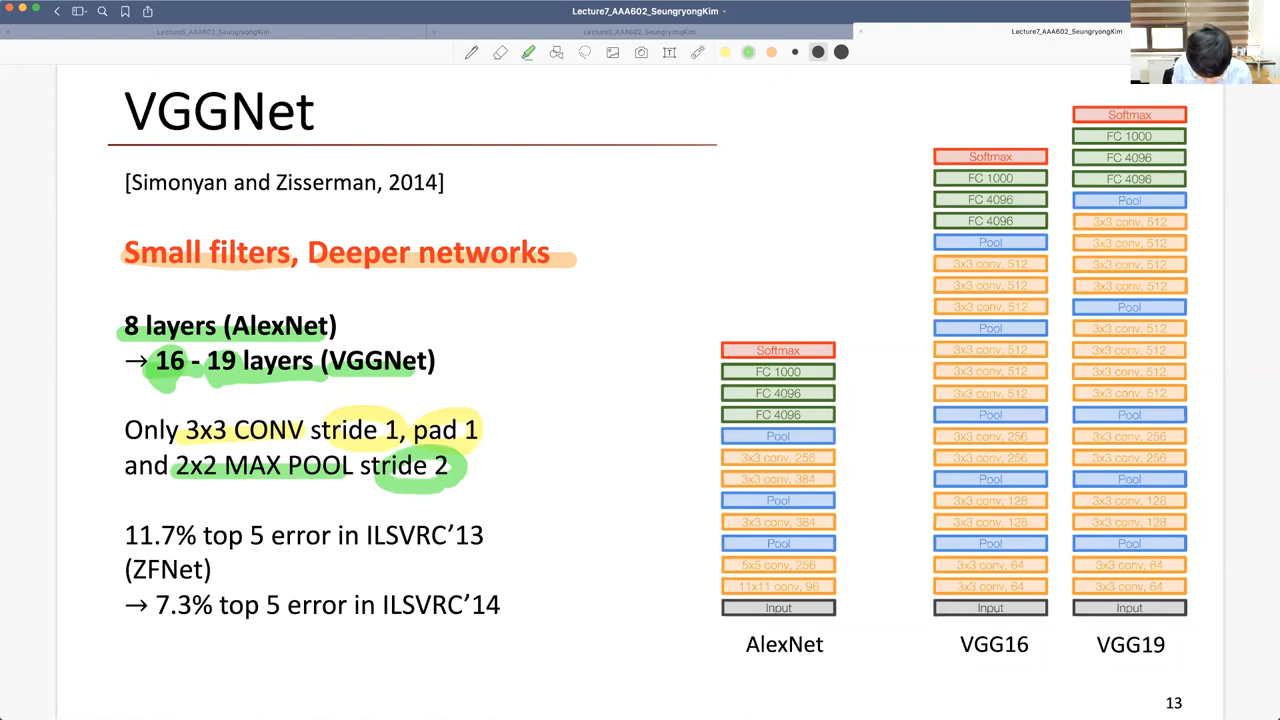 Lecture7_AAA602_SeungryongKim
Lecture5_AAA602_SeungryongKim
Lecture6_AAA602_SeungryongKim
Lecture7_AAA602_SeungryongKim
VGGNet
[Simonyan and Zisserman, 2014]
Small filters, Deeper networks
8 layers (AlexNet)
→ 16 - 19 layers (VGGNet)
Only 3x3 CONV stride 1, pad 1
and 2x2 MAX POOL stride 2
11.7% top 5 error in ILSVRC’13
(ZFNet)
→ 7.3% top 5 error in ILSVRC’14
Softmax
FC 1000
FC 4096
FC 4096
Pool
3x3 conv, 256
3x3 conv, 384
Pool
3x3 conv, 384
Pool
5x5 conv, 256
11x11 conv, 96
Input
AlexNet
Softmax
FC 1000
FC 4096
FC 4096
Pool
3x3 conv, 512
3x3 conv, 512
3x3 conv, 512
Pool
3x3 conv, 512
3x3 conv, 512
3x3 conv, 512
Pool
3x3 conv, 256
3x3 conv, 256
Pool
3x3 conv, 128
3x3 conv, 128
Pool
3x3 conv, 64
3x3 conv, 64
Input
VGG16
Softmax
FC 1000
FC 4096
FC 4096
Pool
3x3 conv, 512
3x3 conv, 512
3x3 conv, 512
3x3 conv, 512
Pool
3x3 conv, 512
3x3 conv, 512
3x3 conv, 512
3x3 conv, 512
Pool
3x3 conv, 256
3x3 conv, 256
Pool
3x3 conv, 128
3x3 conv, 128
Pool
3x3 conv, 64
3x3 conv, 64
Input
VGG19
13